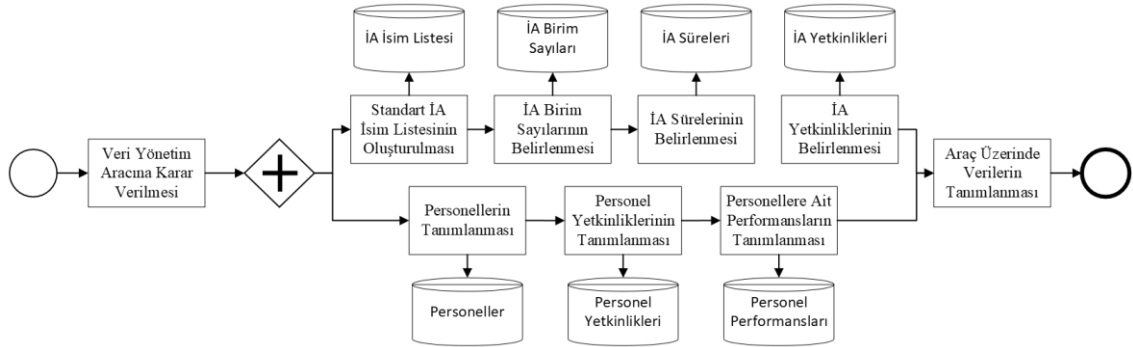 İA İsim Listesi
İA Birim
Sayıları
İA Süreleri
İA Yetkinlikleri
Standart İA
İsim Listesinin
Oluşturulması
İA Birim
Sayılarının
Belirlenmesi
İA Sürelerinin
Belirlenmesi
İA
Yetkinliklerinin
Belirlenmesi
Veri Yönetim
Aracına Karar
Verilmesi
Araç Üzerinde
Verilerin
Tanımlanması
Personellerin
Tanımlanması
Personel
Yetkinliklerinin
Tanımlanması
Personellere Ait
Performansların
Tanımlanması
Personeller
Personel
Yetkinlikleri
Personel
Performansları